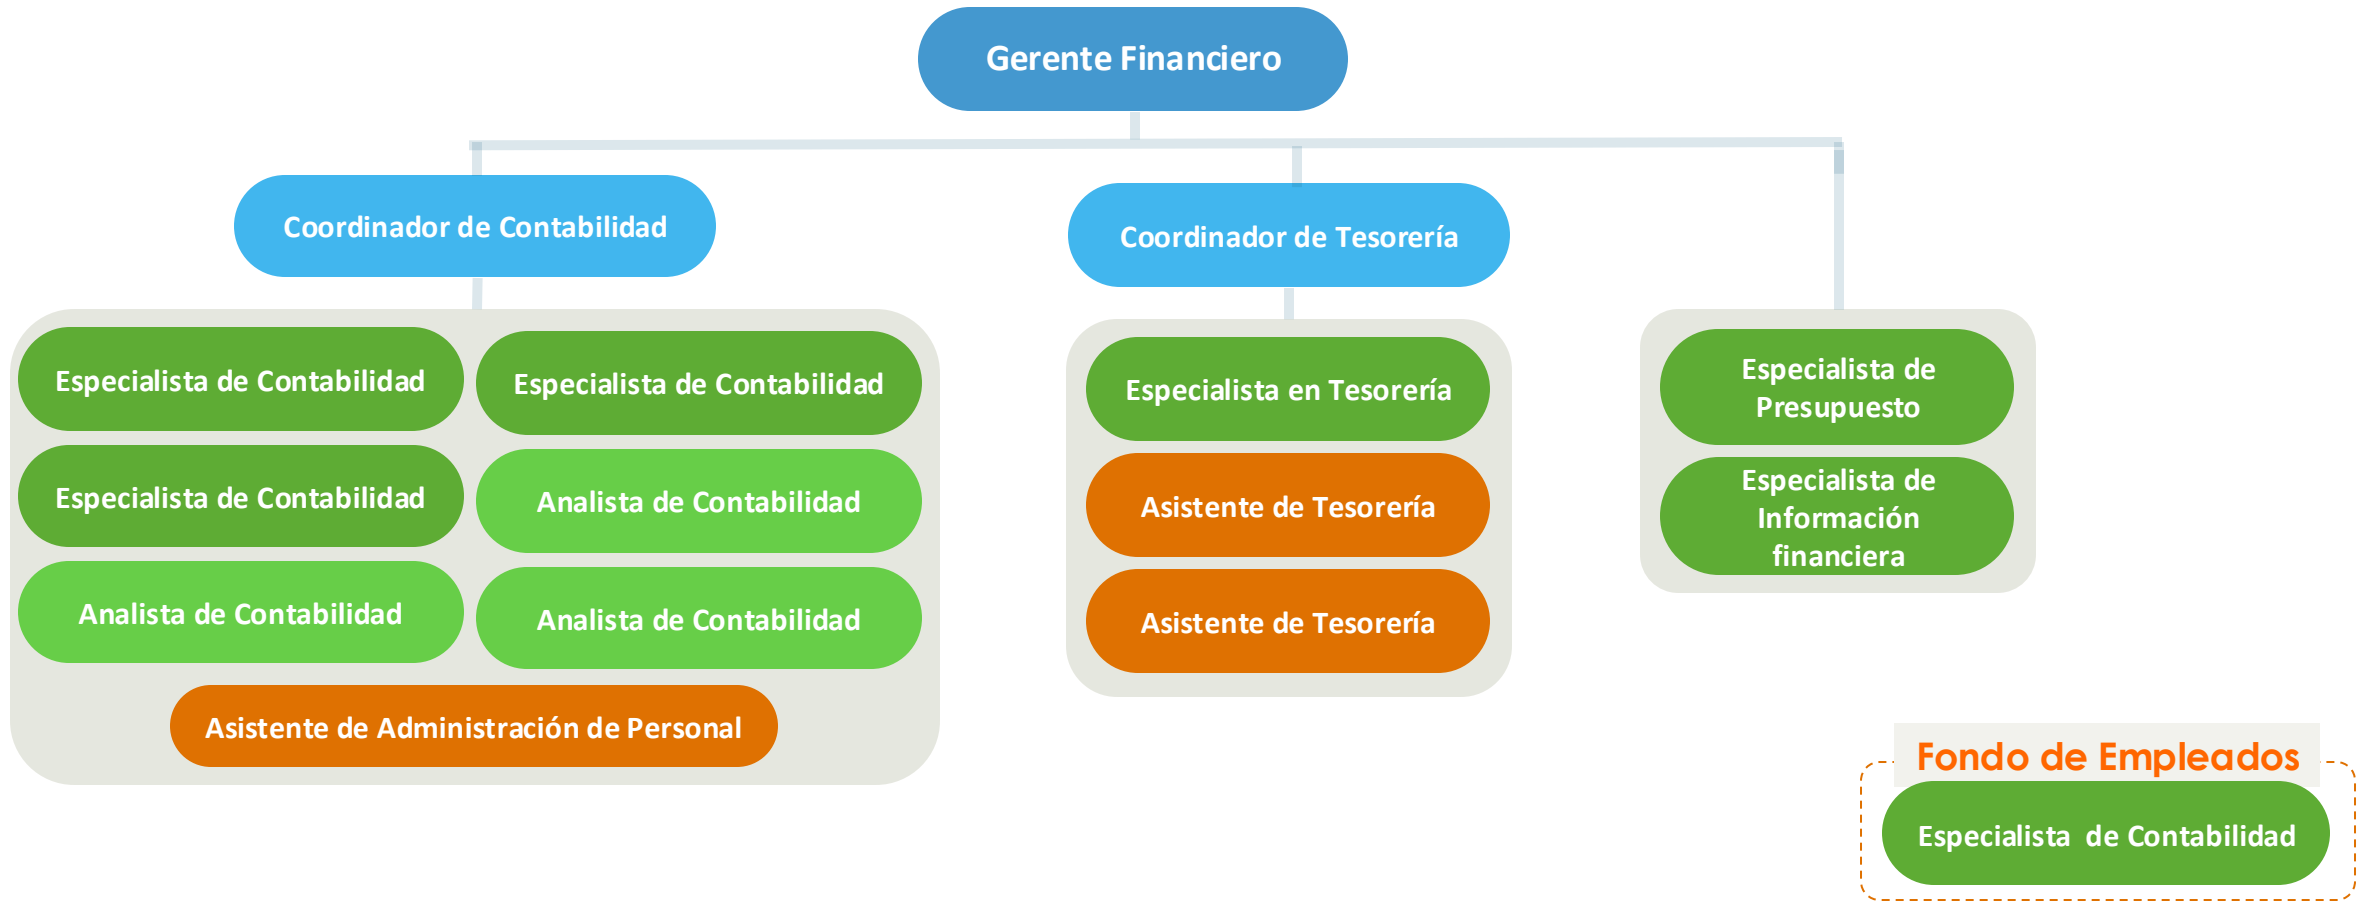 Gerente Financiero
Coordinador de Contabilidad
Coordinador de Tesorería
Especialista de Contabilidad
Especialista de Contabilidad
Especialista de Contabilidad
Analista de Contabilidad
Analista de Contabilidad
Analista de Contabilidad
Asistente de Administración de Personal
Especialista en Tesorería
Asistente de Tesorería
Asistente de Tesorería
Especialista de
Presupuesto
Especialista de
Información
financiera
Fondo de Empleados
Especialista de Contabilidad